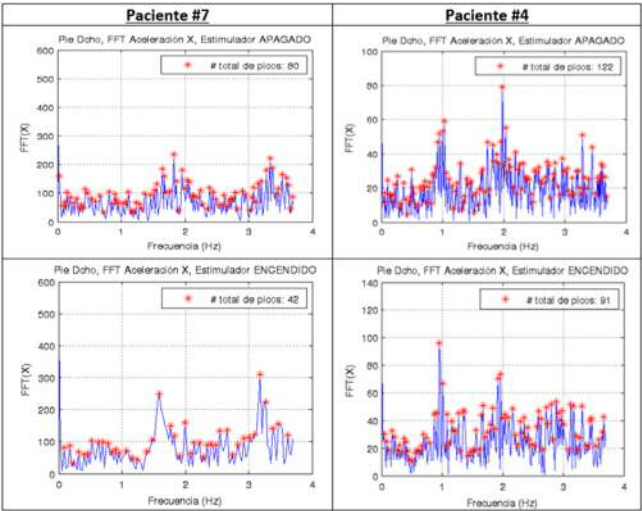 Paciente #7
Paciente #4
Pie Dcho, FFT Aceleración X, Estimulador APAGADO
# total de picos: 80
600
500
400
300
200
100
0
FFT(X)
0 1 2 3 4
Frecuencia (Hz)
Pie Dcho, FFT Aceleración X, Estimulador APAGADO
# total de picos: 122
100
80
60
40
20
0
FFT(X)
0 1 2 3 4
Frecuencia (Hz)
Pie Dcho, FFT Aceleración X, Estimulador ENCENDIDO
# total de picos: 42
600
500
400
300
200
100
0
FFT(X)
0 1 2 3 4
Frecuencia (Hz)
Pie Dcho, FFT Aceleración X, Estimulador ENCENDIDO
# total de picos: 91
140
120
100
80
60
40
20
0
FFT(X)
0 1 2 3 4
Frecuencia (Hz)